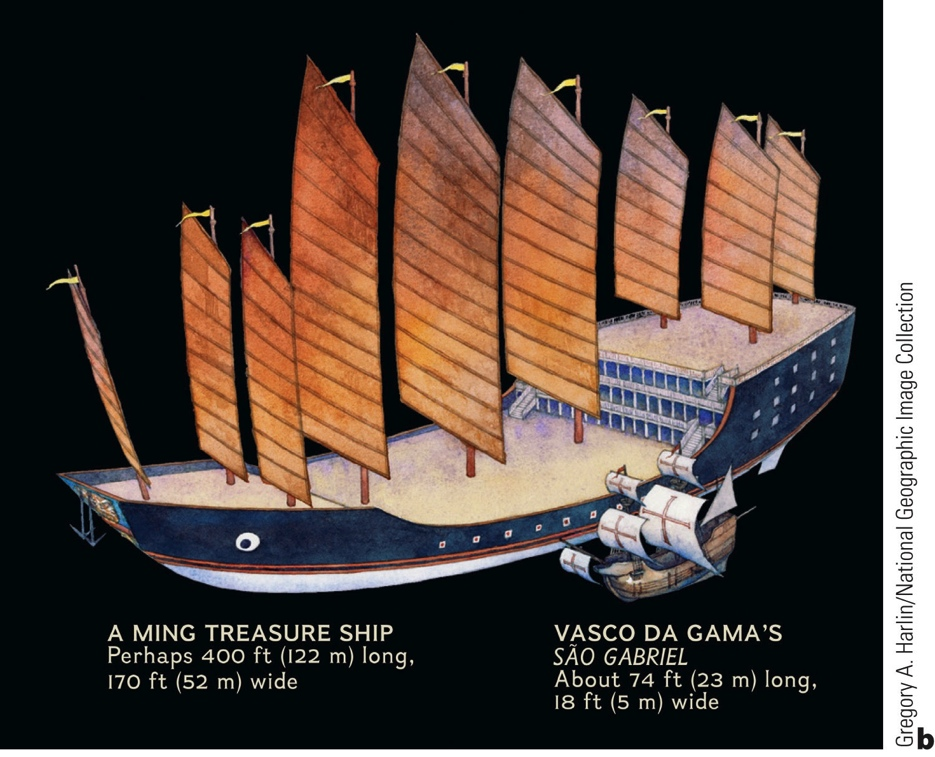 A MING TREASURE SHIP
Perhaps 400 ft (122 m) long,
170 ft (52 m) wide
VASCO DA GAMA'S
SÃO GABRIEL
About 74 ft (23 m) long,
18 ft (5 m) wide
Gregory A. Harlin/National Geographic Image Collection
b